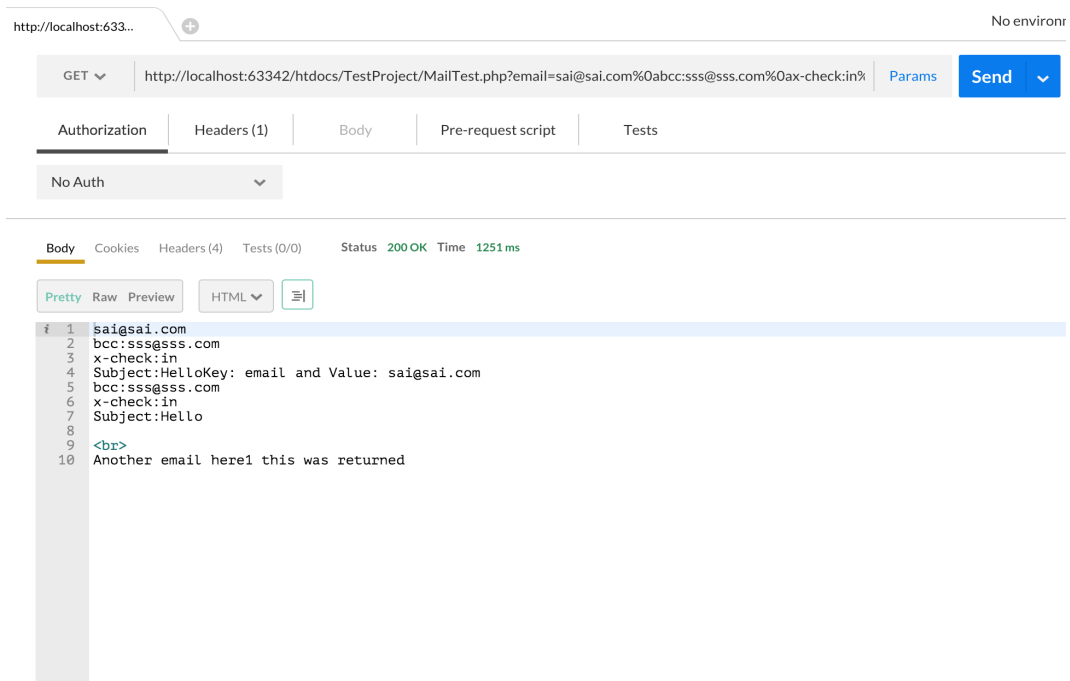 http://localhost:633...
No environm
GET http://localhost:63342/htdocs/TestProject/MailTest.php?email=sai@sai.com%0abcc:sss@sss.com%0ax-check:in% Params Send
Authorization Headers (1) Body Pre-request script Tests
No Auth
Body Cookies Headers (4) Tests (0/0) Status 200 OK Time 1251 ms
Pretty Raw Preview HTML
i 1 sai@sai.com
2 bcc:sss@sss.com
3 x-check:in
4 Subject:HelloKey: email and Value: sai@sai.com
5 bcc:sss@sss.com
6 x-check:in
7 Subject:Hello
8
9 <br>
10 Another email here1 this was returned